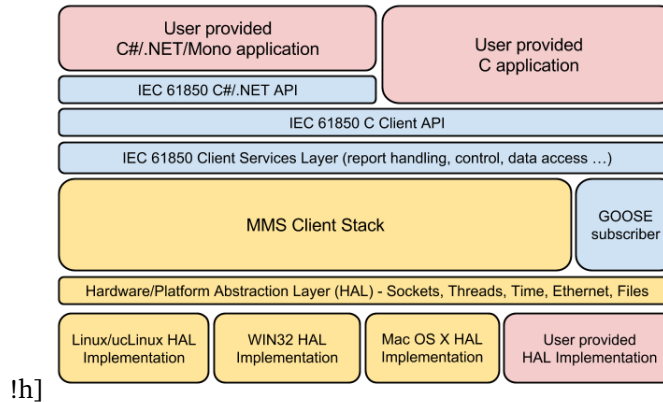 User provided
C#/.NET/Mono application
User provided
C application
IEC 61850 C#/.NET API
IEC 61850 C Client API
IEC 61850 Client Services Layer (report handling, control, data access ...)
MMS Client Stack
GOOSE
subscriber
Hardware/Platform Abstraction Layer (HAL) - Sockets, Threads, Time, Ethernet, Files
Linux/ucLinux HAL
Implementation
WIN32 HAL
Implementation
Mac OS X HAL
Implementation
User provided
HAL Implementation
!h]